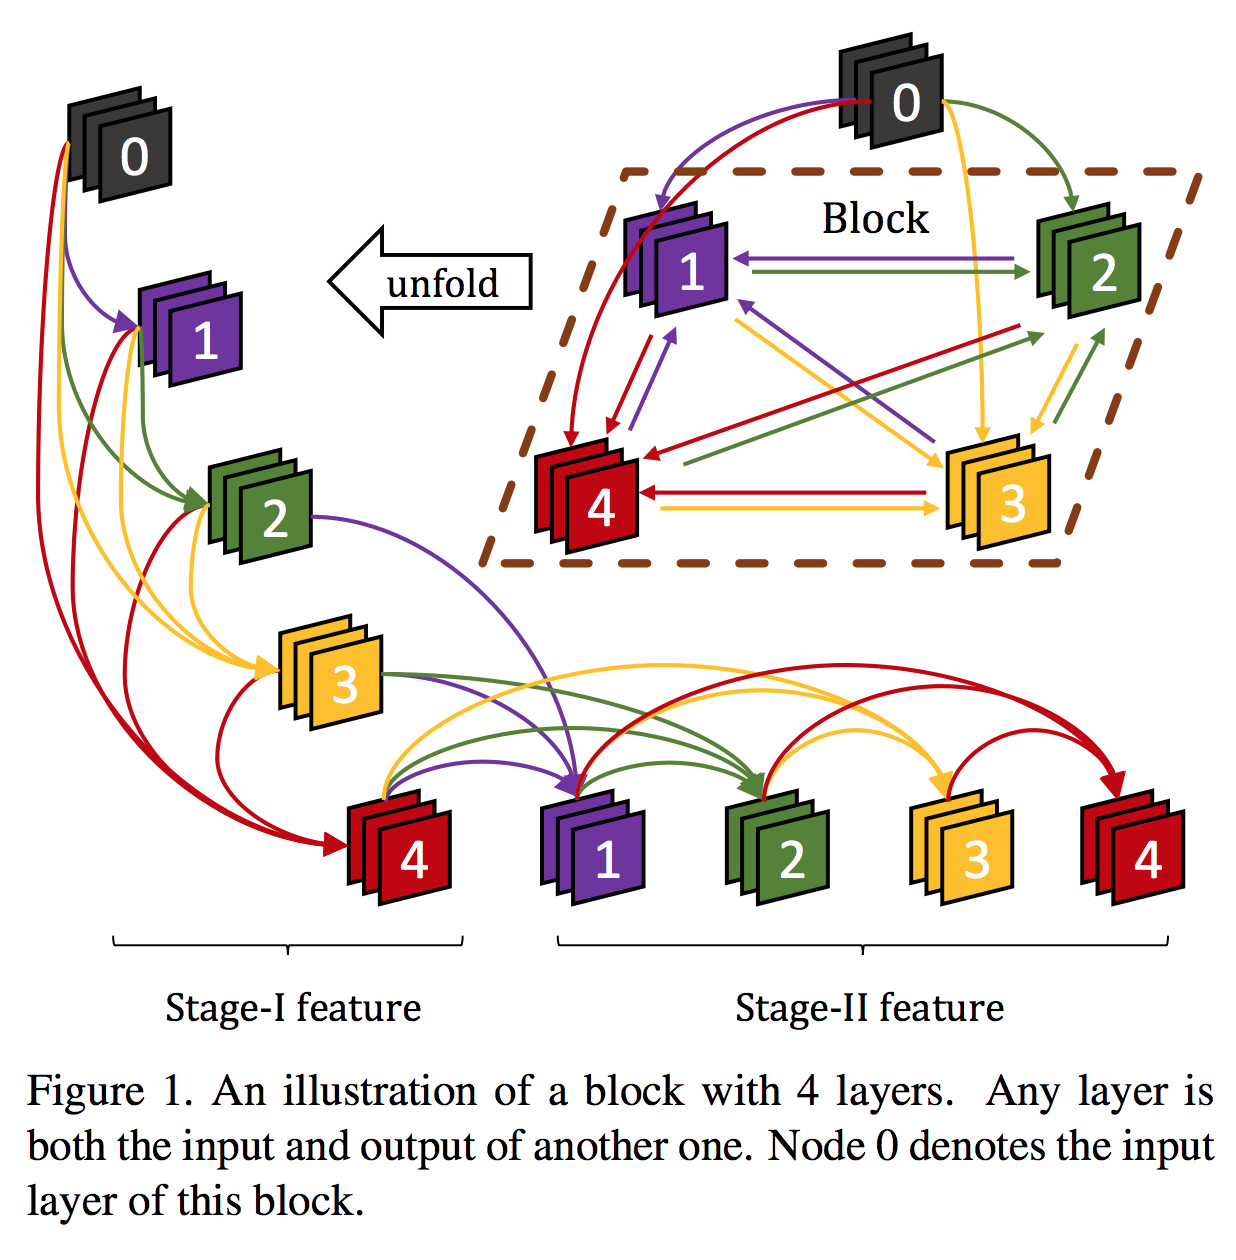 0
0
Block
1
2
unfold
1
4
3
2
3
4
1
2
3
4
Stage-I feature
Stage-II feature
Figure 1. An illustration of a block with 4 layers. Any layer is
both the input and output of another one. Node 0 denotes the input
layer of this block.